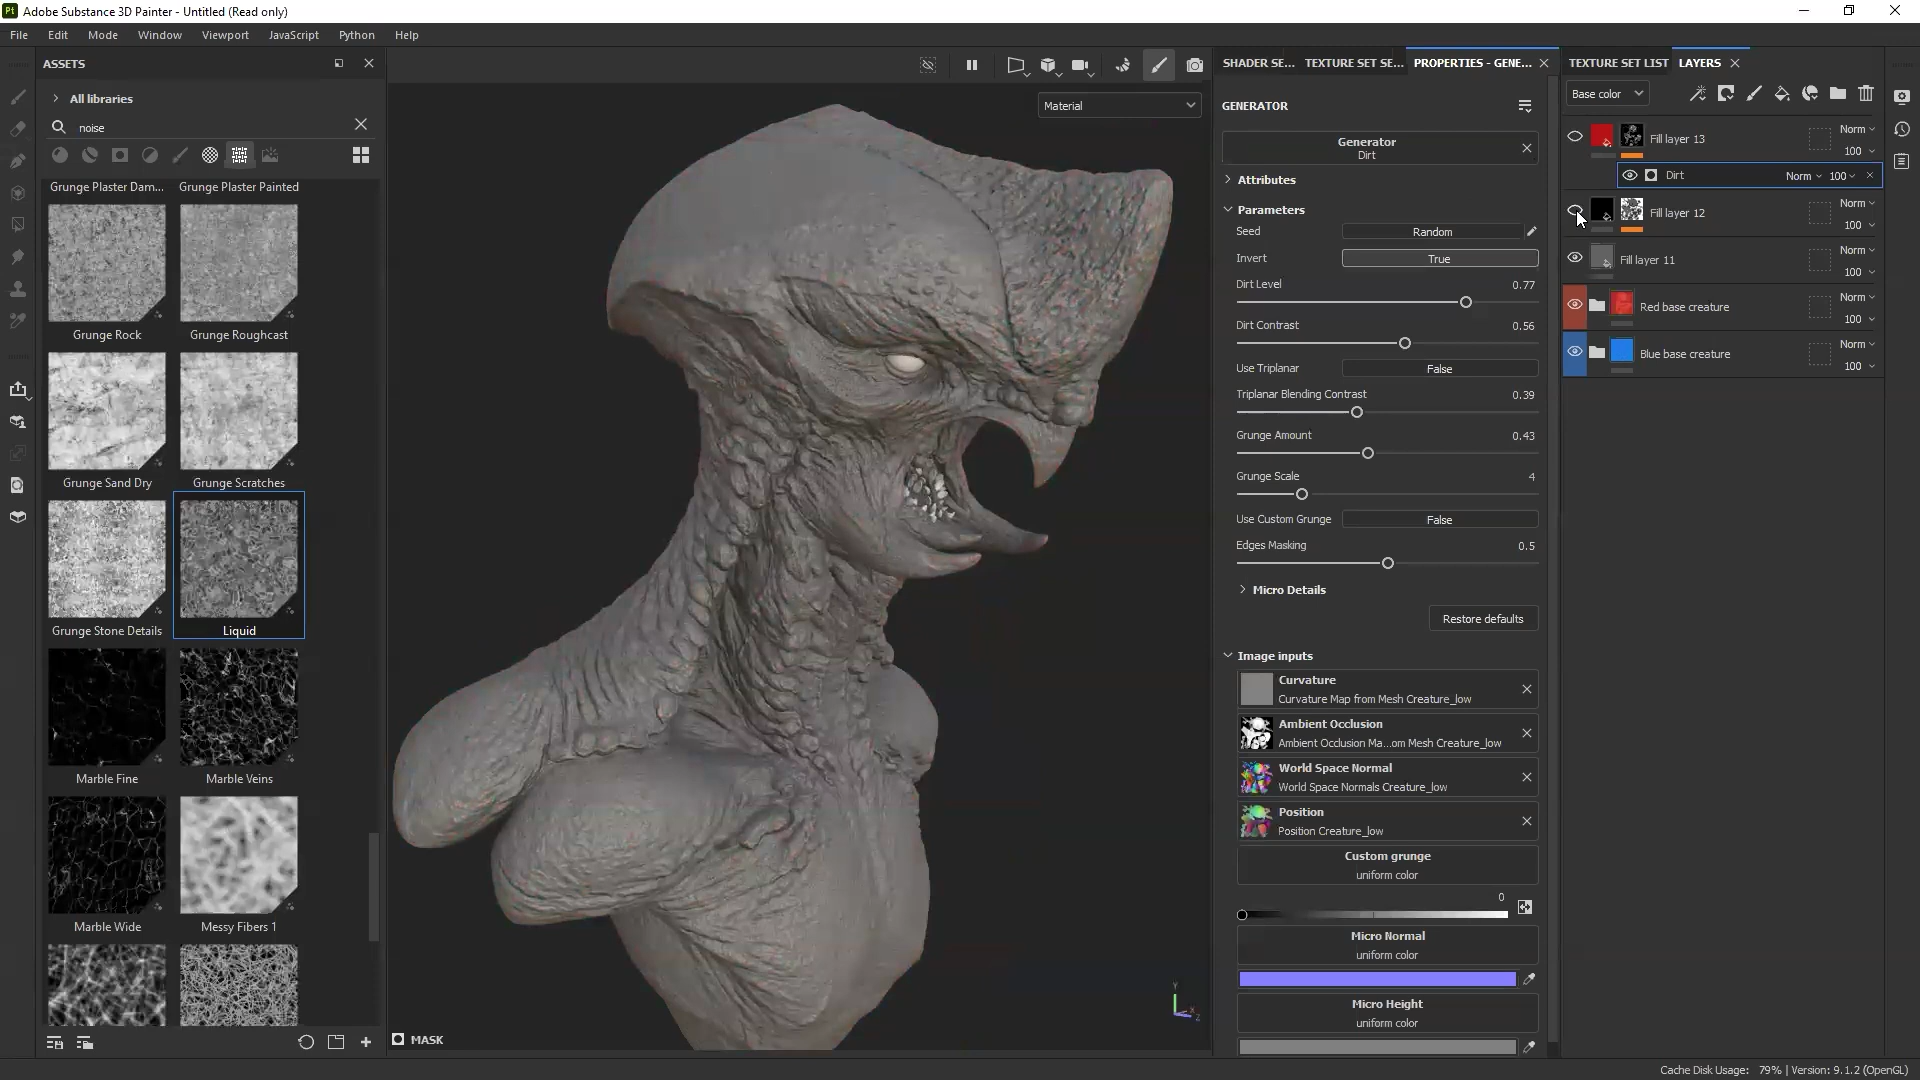 Pt Adobe Substance 3D Painter - Untitled (Read only)
File Edit Mode Window Viewport JavaScript Python Help
ASSETS
All libraries
noise
Grunge Plaster Dam... Grunge Plaster Painted
Grunge Rock Grunge Roughcast
Grunge Sand Dry Grunge Scratches
Grunge Stone Details Liquid
Marble Fine Marble Veins
Marble Wide Messy Fibers 1
Material
MASK
Y
X
Z
SHADER SE... TEXTURE SET SE... PROPERTIES - GENE...
GENERATOR
Generator
Dirt
Attributes
Parameters
Seed Random
Invert True
Dirt Level 0.77
Dirt Contrast 0.56
Use Triplanar False
Triplanar Blending Contrast 0.39
Grunge Amount 0.43
Grunge Scale 4
Use Custom Grunge False
Edges Masking 0.5
Micro Details
Restore defaults
Image inputs
Curvature
Curvature Map from Mesh Creature_low
Ambient Occlusion
Ambient Occlusion Ma...om Mesh Creature_low
World Space Normal
World Space Normals Creature_low
Position
Position Creature_low
Custom grunge
uniform color
0
Micro Normal
uniform color
Micro Height
uniform color
TEXTURE SET LIST LAYERS
Base color
Fill layer 13 Norm
100
Dirt Norm 100
Fill layer 12 Norm
100
Fill layer 11 Norm
100
Red base creature Norm
100
Blue base creature Norm
100
Cache Disk Usage: 79% | Version: 9.1.2 (OpenGL)